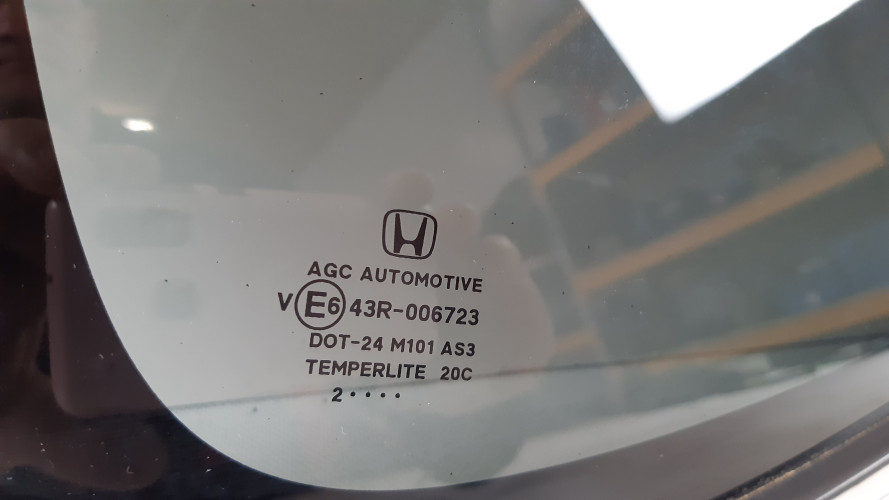 AGC AUTOMOTIVE
V E6 43R-006723
DOT-24 M101 AS3
TEMPERLITE 20C
2••••